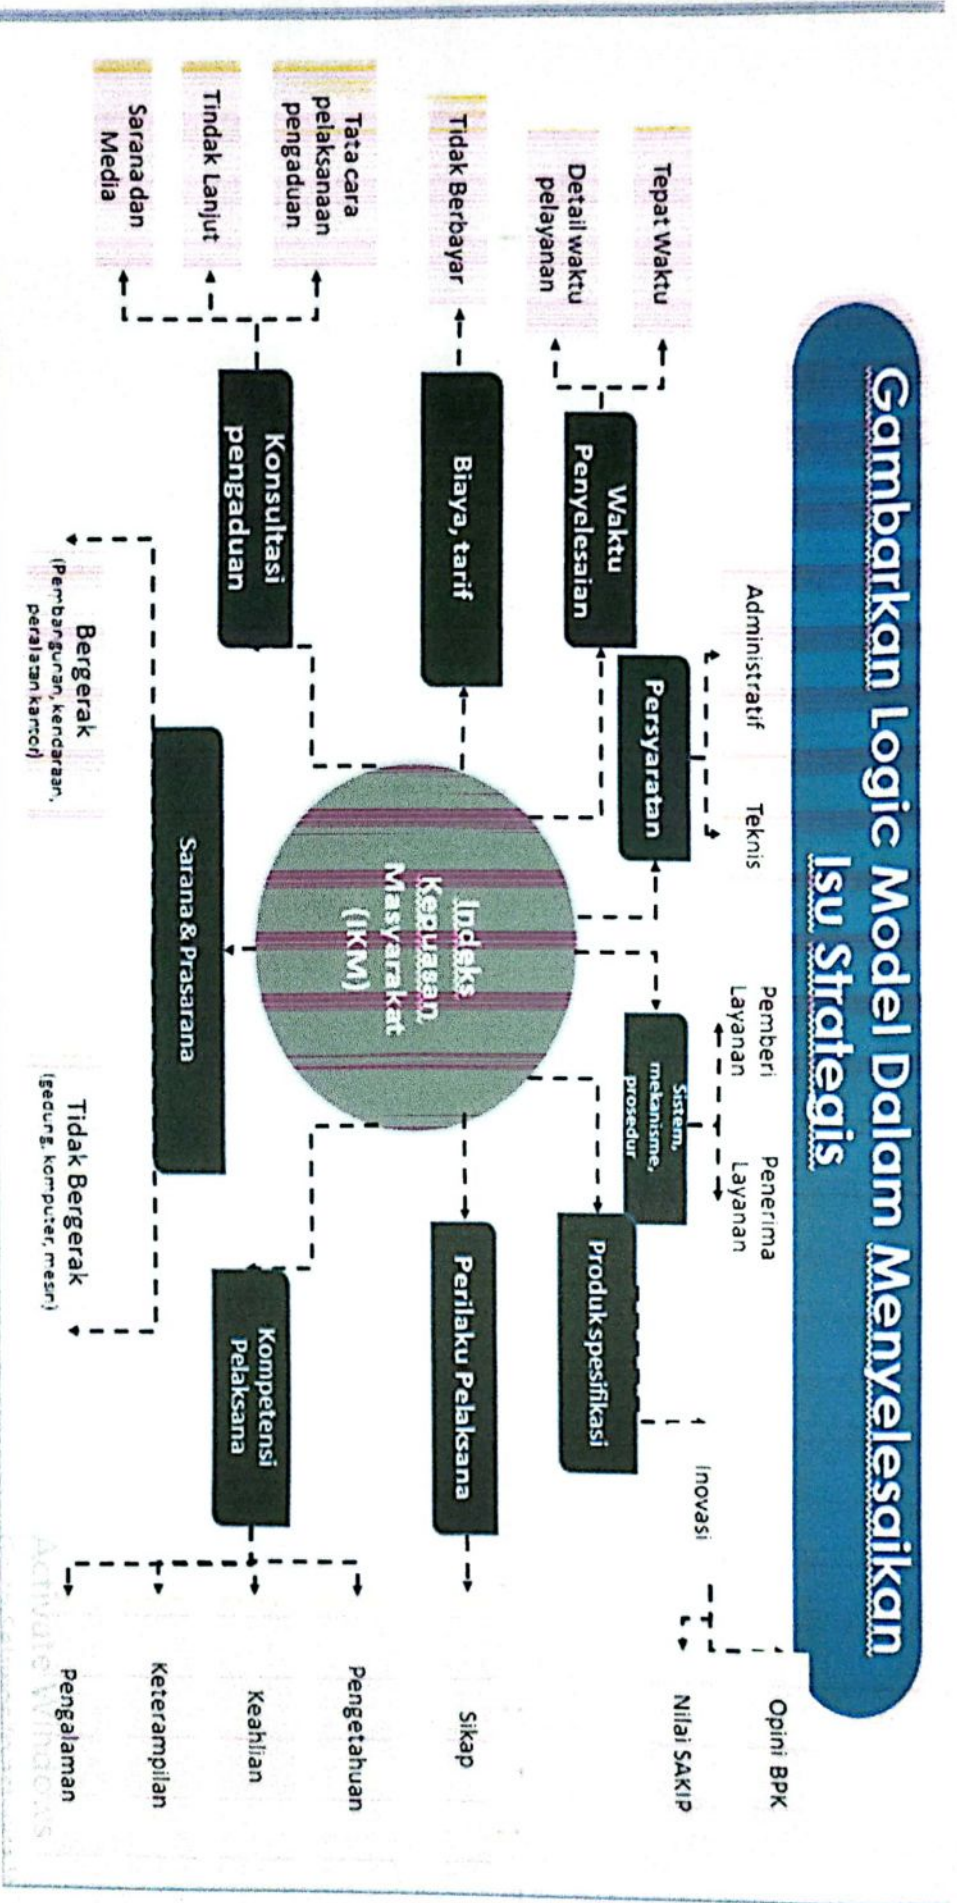 Gambarkan Logic Model Dalam Menyelesaikan
Isu Strategis
Administratif
Teknis
Pemberi
Layanan
Penerima
Layanan
Opini BPK
Inovasi
Nilai SAKIP
Tepat Waktu
Detail waktu
pelayanan
Waktu
Penyelesaian
Persyaratan
Sistem,
mekanisme,
prosedur
Produk spesifikasi
Tidak Berbayar
Biaya, tarif
Indeks
Kepuasan
Masyarakat
(IKM)
Perilaku Pelaksana
Sikap
Tata cara
pelaksanaan
pengaduan
Tindak Lanjut
Sarana dan
Media
Konsultasi
pengaduan
Kompetensi
Pelaksana
Pengetahuan
Keahlian
Keterampilan
Pengalaman
Sarana & Prasarana
Bergerak
(Pembangunan, kendaraan,
peralatan kantor)
Tidak Bergerak
(gedung, komputer, mesin)
Activate Windows